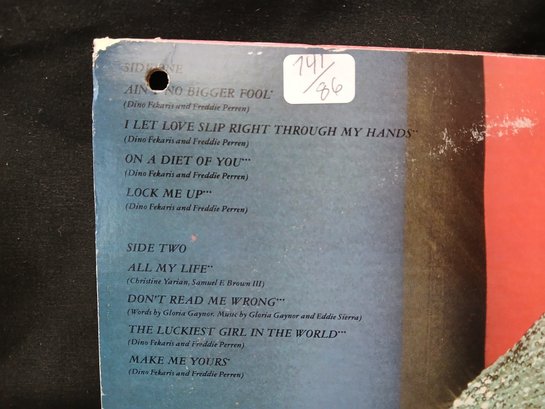 SIDE ONE
AIN'T NO BIGGER FOOL*
(Dino Fekaris and Freddie Perren)
I LET LOVE SLIP RIGHT THROUGH MY HANDS**
(Dino Fekaris and Freddie Perren)
ON A DIET OF YOU***
(Dino Fekaris and Freddie Perren)
LOCK ME UP***
(Dino Fekaris and Freddie Perren)
SIDE TWO
ALL MY LIFE**
(Christine Yarian, Samuel F. Brown III)
DON'T READ ME WRONG***
(Words by Gloria Gaynor. Music by Gloria Gaynor and Eddie Sierra)
THE LUCKIEST GIRL IN THE WORLD***
(Dino Fekaris and Freddie Perren)
MAKE ME YOURS*
(Dino Fekaris and Freddie Perren)
741/86